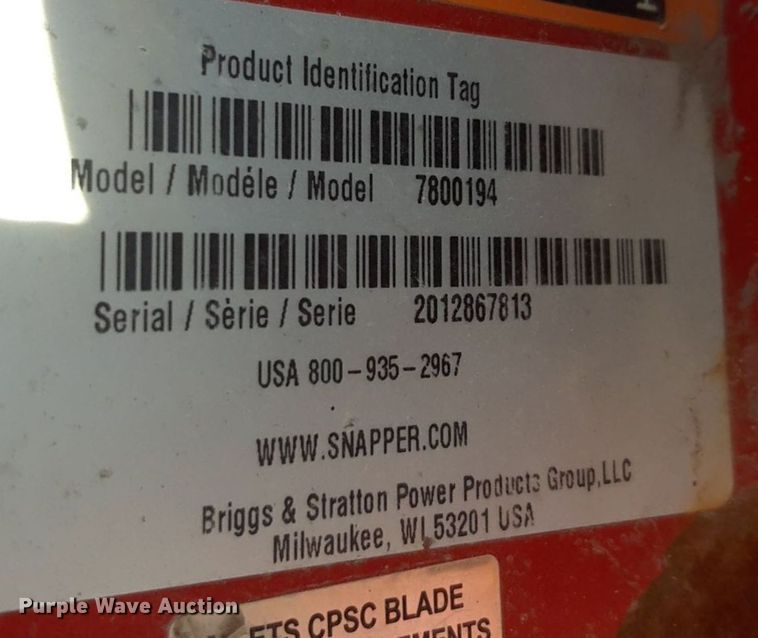 Product Identification Tag
Model / Modéle / Model 7800194
Serial / Sèrie / Serie 2012867813
USA 800-935-2967
WWW.SNAPPER.COM
Briggs & Stratton Power Products Group,LLC
Milwaukee, WI 53201 USA
CPSC BLADE
Purple Wave Auction